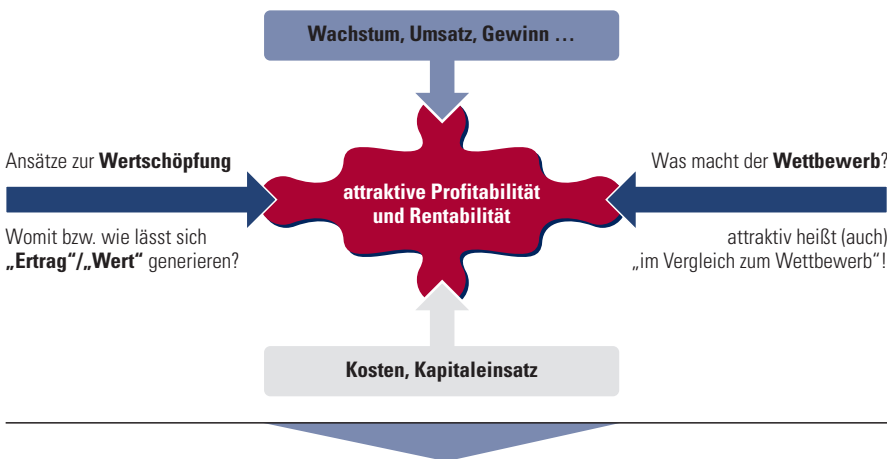 Wachstum, Umsatz, Gewinn …
Ansätze zur Wertschöpfung
Womit bzw. wie lässt sich
„Ertrag“/„Wert“ generieren?
attraktive Profitabilität
und Rentabilität
Was macht der Wettbewerb?
attraktiv heißt (auch)
„im Vergleich zum Wettbewerb“!
Kosten, Kapitaleinsatz